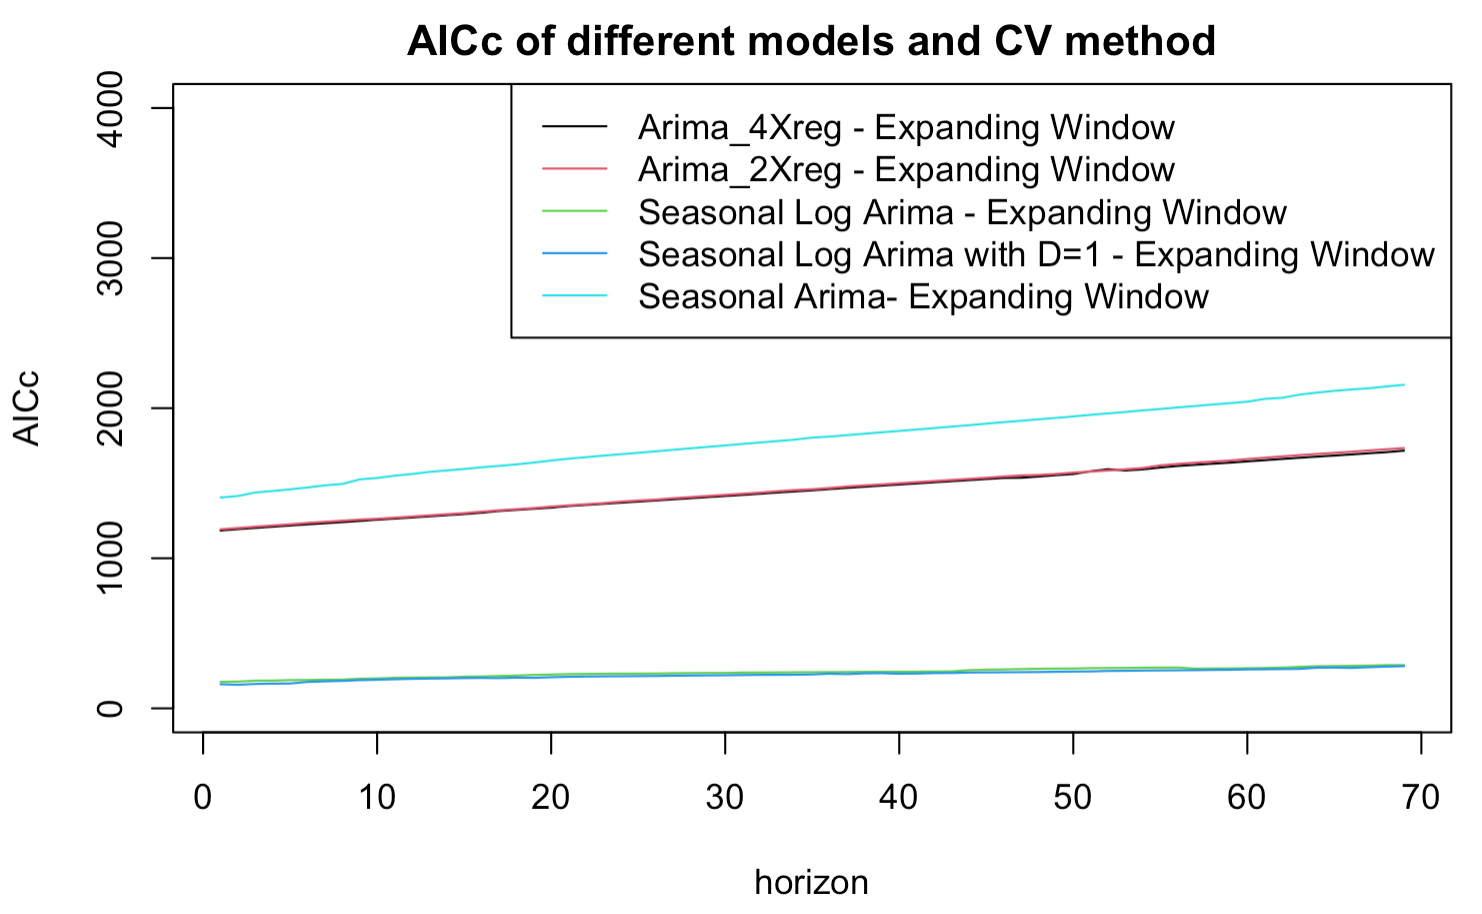 AICc of different models and CV method
Arima_4Xreg - Expanding Window
Arima_2Xreg - Expanding Window
Seasonal Log Arima - Expanding Window
Seasonal Log Arima with D=1 - Expanding Window
Seasonal Arima- Expanding Window
AICc
4000
3000
2000
1000
0
0 10 20 30 40 50 60 70
horizon